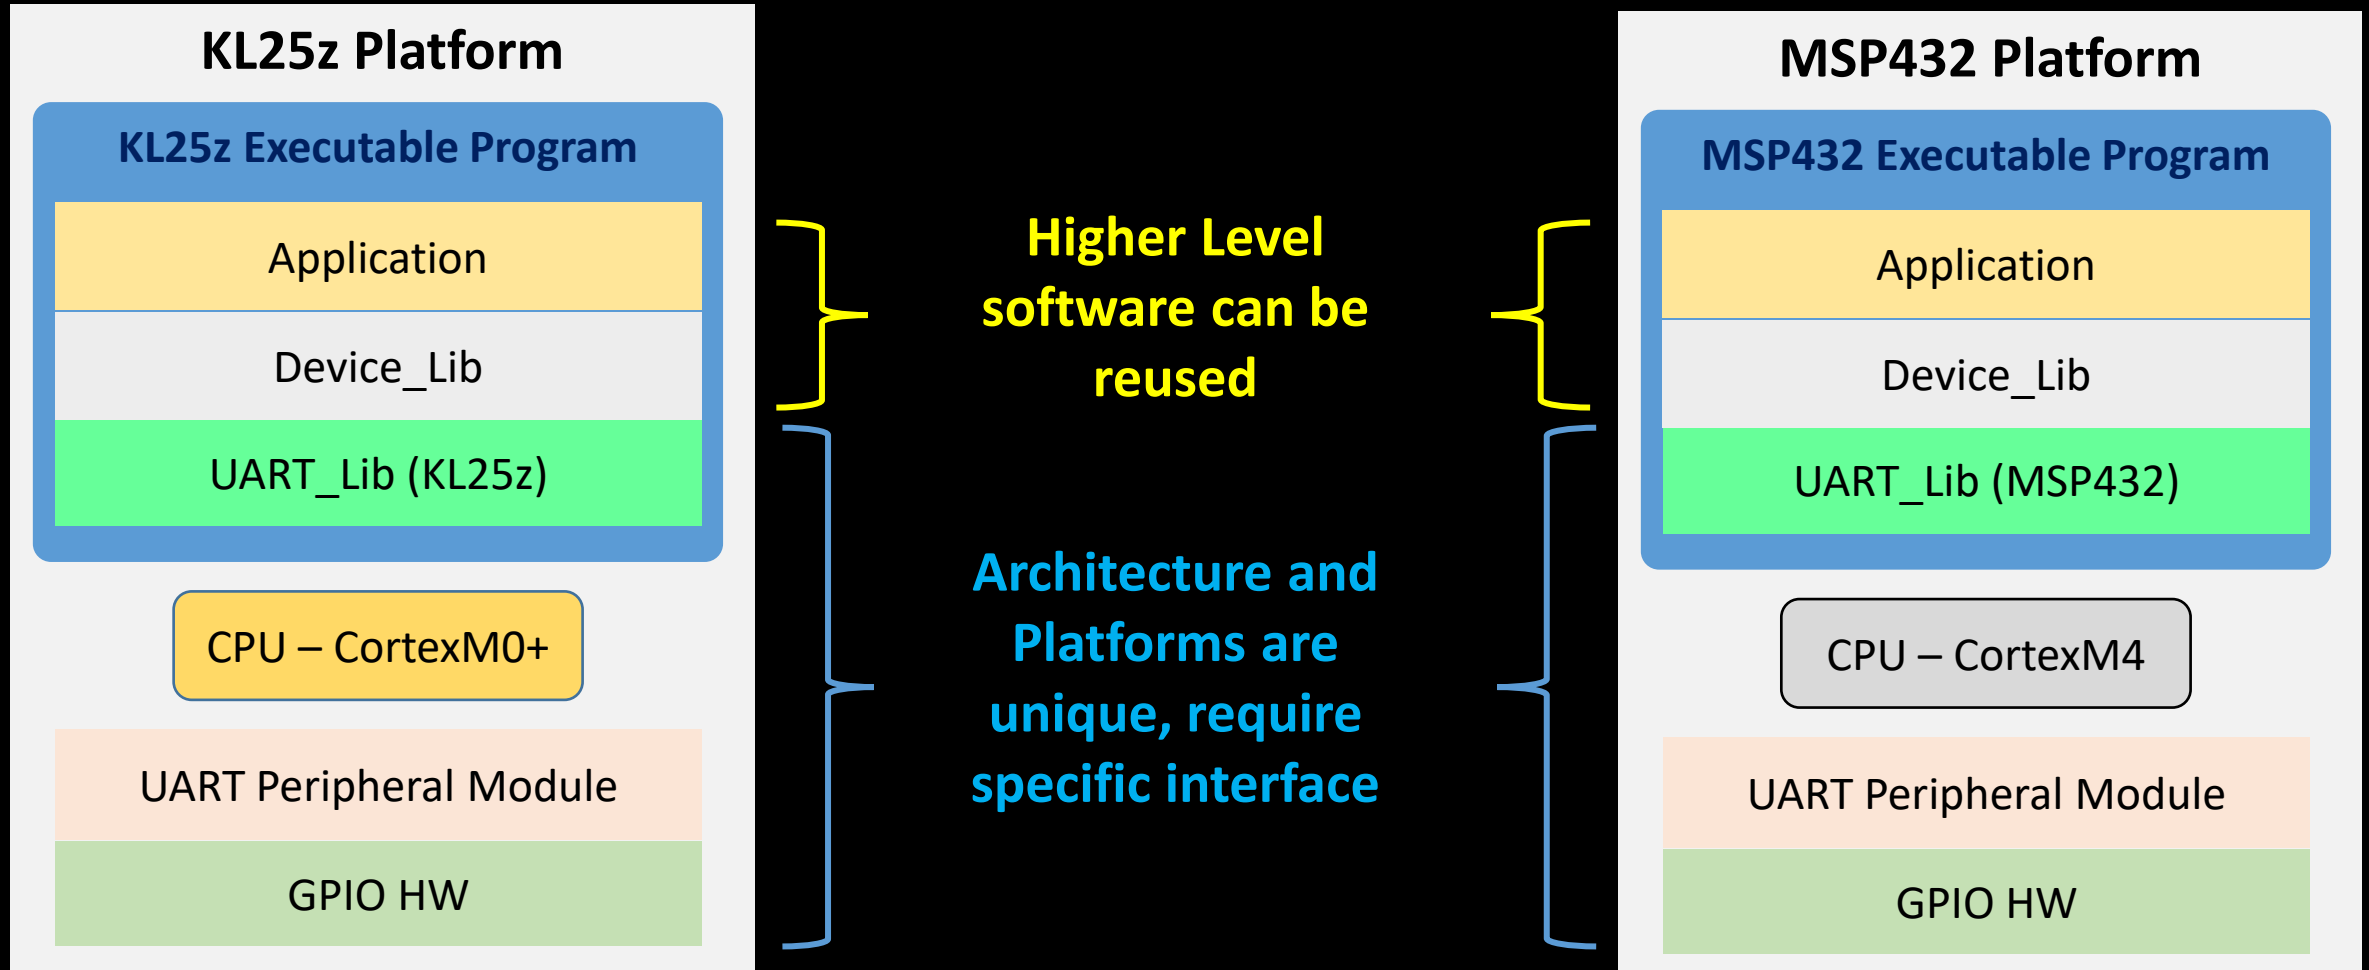 KL25z Platform
KL25z Executable Program
Application
Device_Lib
UART_Lib (KL25z)
CPU – CortexM0+
UART Peripheral Module
GPIO HW
Higher Level
software can be
reused
Architecture and
Platforms are
unique, require
specific interface
MSP432 Platform
MSP432 Executable Program
Application
Device_Lib
UART_Lib (MSP432)
CPU – CortexM4
UART Peripheral Module
GPIO HW